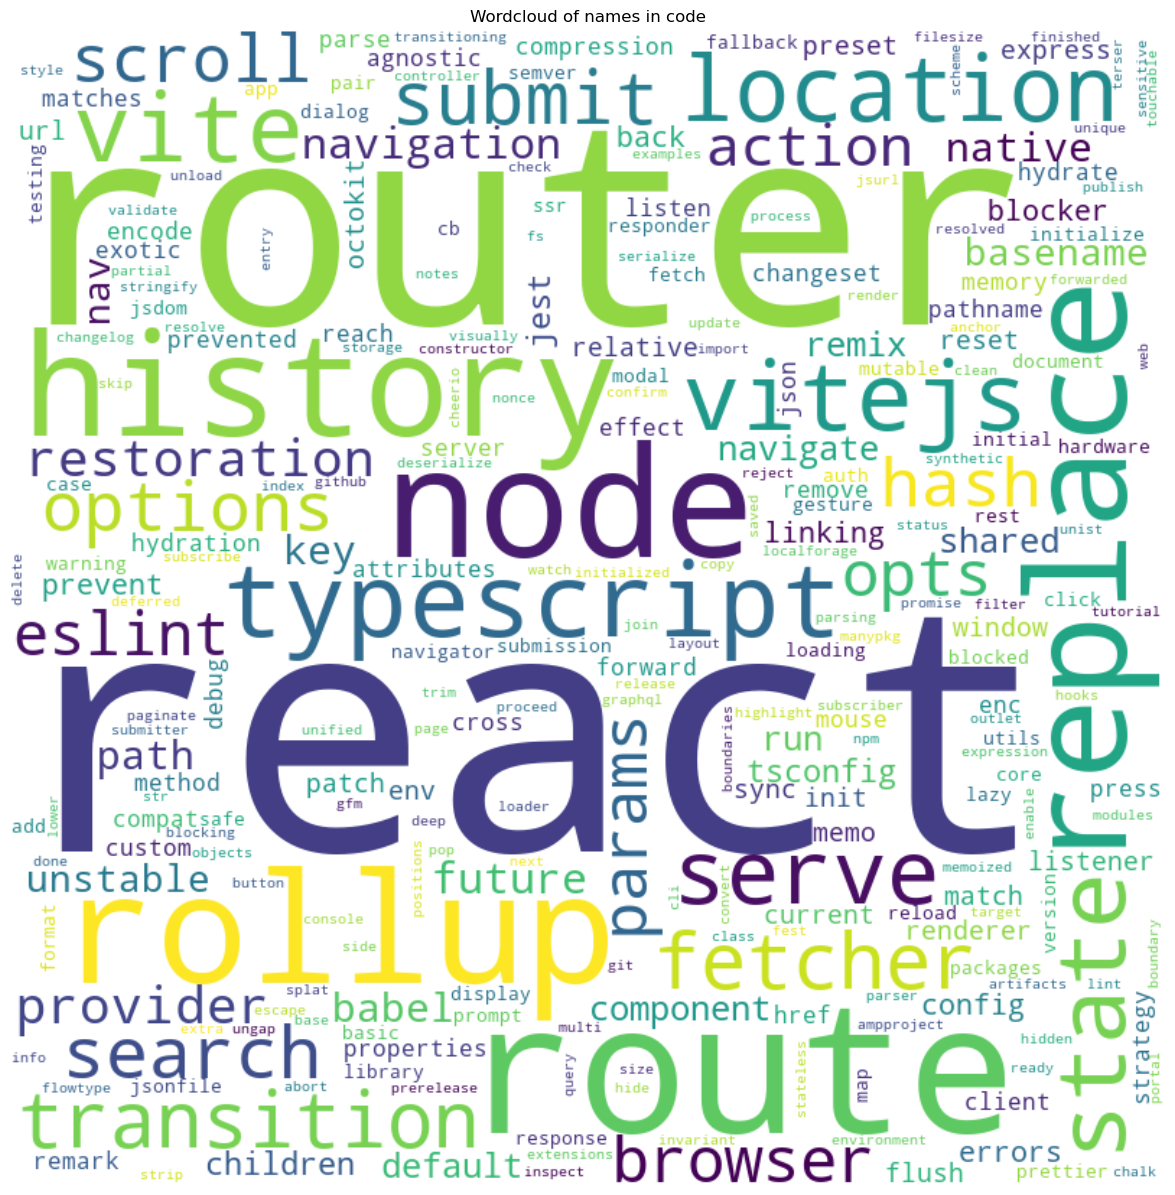 Wordcloud of names in code
scroll
parse
transitioning
compression
fallback
preset
filesize
finished
style
app
agnostic
controller
semver
submit
location
scheme
express
terser
sensitive
touchable
matches
pair
dialog
url
vite
navigation
back
action
native
unique
testing
unload
octokit
check
examples
jsurl
hydrate
publish
router
validate
encode
exotic
partial
stringify
jsdom
nav
entry
cb
notes
ssr
fs
listen
responder
serialize
fetch
process
changeset
render
blocker
resolved
initialize
basename
memory
forwarded
pathname
changelog
resolve
prevented
reach
storage
visually
constructor
jest
relative
import
update
remix
anchor
reset
web
history
skip
cheerio
nonce
modal
confirm
vitejs
json
mutable
clean
document
replace
restoration
server
deserialize
effect
navigate
reject
auth
initial
hardware
synthetic
case
index
github
options
node
saved
remove
gesture
hash
rest
status
unist
hydration
subscribe
key
attributes
watch
initialized
copy
localforage
linking
shared
delete
warning
prevent
deferred
typescript
opts
promise
filter
click
tutorial
eslint
debug
navigator
submission
join
layout
parsing
manypkg
loading
window
blocked
react
forward
release
graphql
trim
proceed
cross
page
unified
paginate
submitter
path
method
str
patch
gfm
env
loader
deep
params
boundaries
highlight
subscriber
mouse
npm
run
tsconfig
sync
init
enc
outlet
utils
hooks
expression
core
lazy
enable
press
modules
add
lower
compat
safe
blocking
custom
objects
done
pop
next
memo
serve
memoized
listener
unstable
button
positions
future
cli
convert
match
version
rollup
format
console
side
current
reload
target
renderer
class
fest
fetcher
packages
artifacts
lint
boundary
state
git
provider
splat
escape
extra
ungap
base
babel
display
prompt
basic
component
href
parser
config
ampproject
hidden
strategy
portal
info
search
properties
library
multi
route
query
size
hide
stateless
map
ready
flowtype
jsonfile
abort
prerelease
client
transition
response
extensions
invariant
environment
errors
remark
strip
children
default
inspect
browser
flush
prettier
chalk